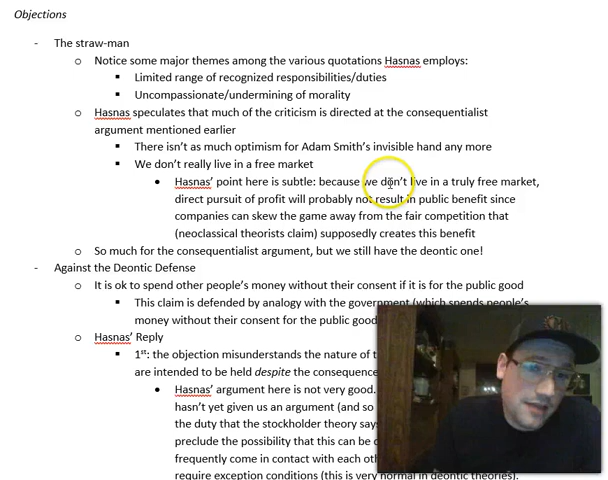 Objections
- The straw-man
o Notice some major themes among the various quotations Hasnas employs:
▪ Limited range of recognized responsibilities/duties
▪ Uncompassionate/undermining of morality
o Hasnas speculates that much of the criticism is directed at the consequentialist
argument mentioned earlier
▪ There isn't as much optimism for Adam Smith's invisible hand any more
▪ We don't really live in a free market
• Hasnas' point here is subtle: because we don't live in a truly free market,
direct pursuit of profit will probably not result in public benefit since
companies can skew the game away from the fair competition that
(neoclassical theorists claim) supposedly creates this benefit
o So much for the consequentialist argument, but we still have the deontic one!
- Against the Deontic Defense
o It is ok to spend other people's money without their consent if it is for the public good
▪ This claim is defended by analogy with the government (which spends people's
money without their consent for the public good
o Hasnas' Reply
▪ 1st: the objection misunderstands the nature of
are intended to be held despite the consequence
• Hasnas' argument here is not very good.
hasn't yet given us an argument (and so
the duty that the stockholder theory say
preclude the possibility that this can be
frequently come in contact with each oth
require exception conditions (this is very normal in deontic theories).